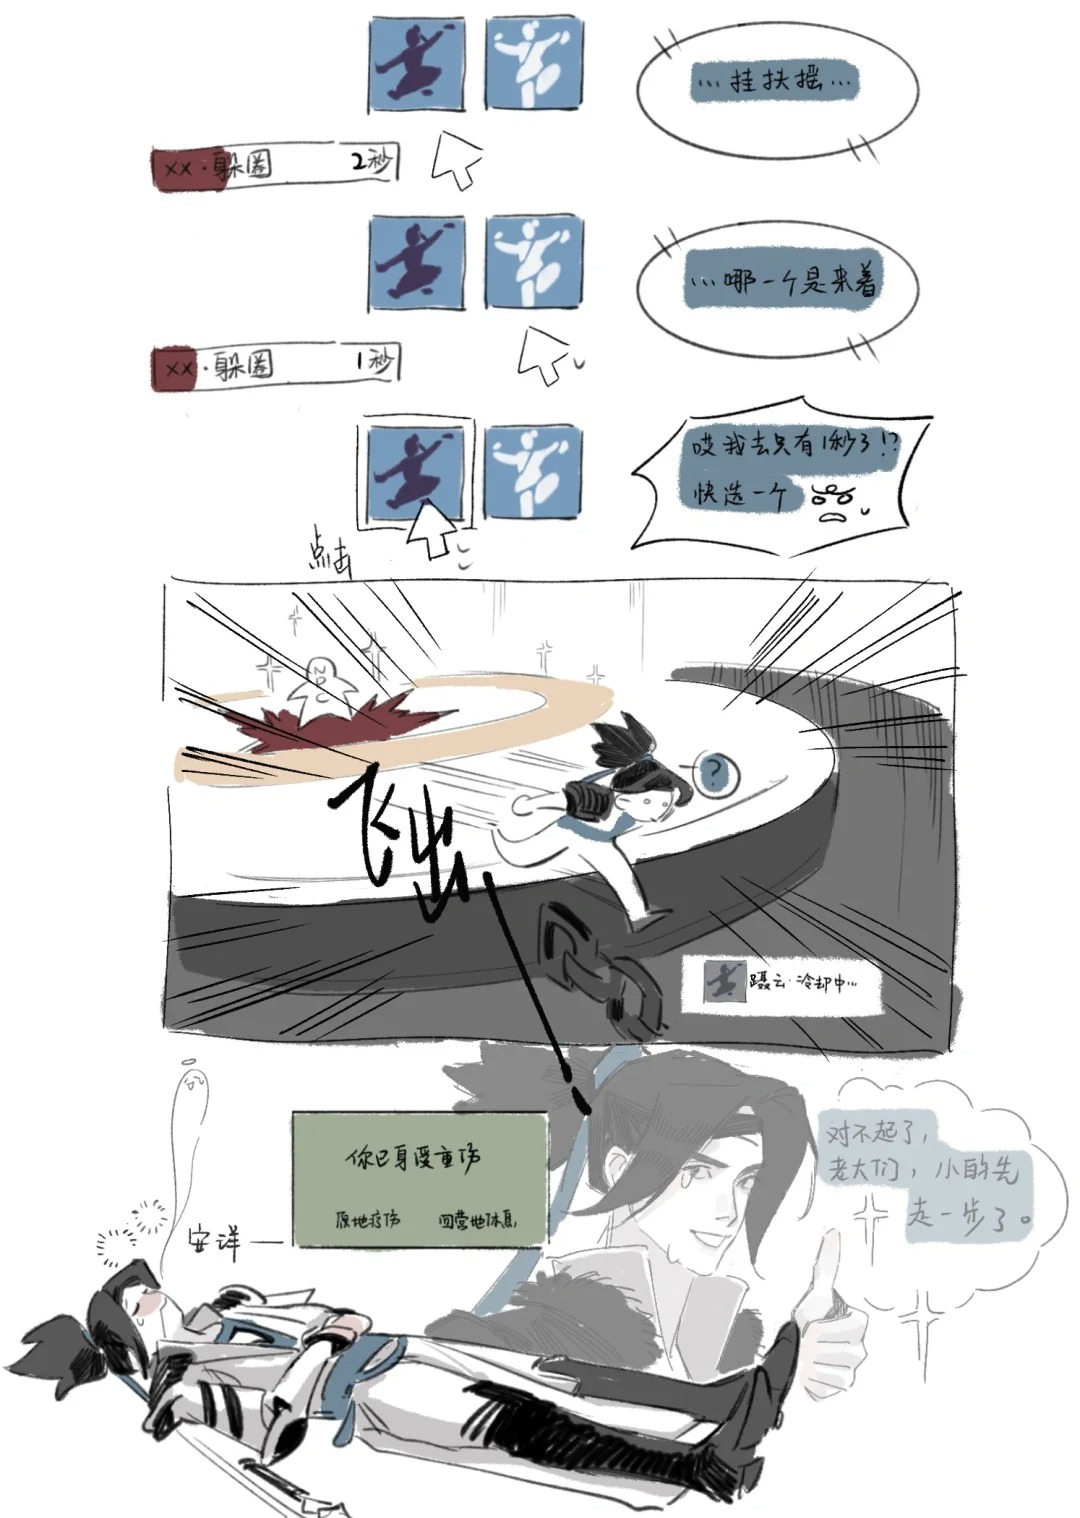 ...挂扶摇...
××·躲圈 2秒
...哪一个是来着
××·躲圈 1秒
哎我去只有1秒了!?
快选一个
点击
NPC
?
飞出
蹑云·冷却中...
对不起了,
老大们,小的先
走一步了。
你已身受重伤
原地疗伤 回营地休息
安详